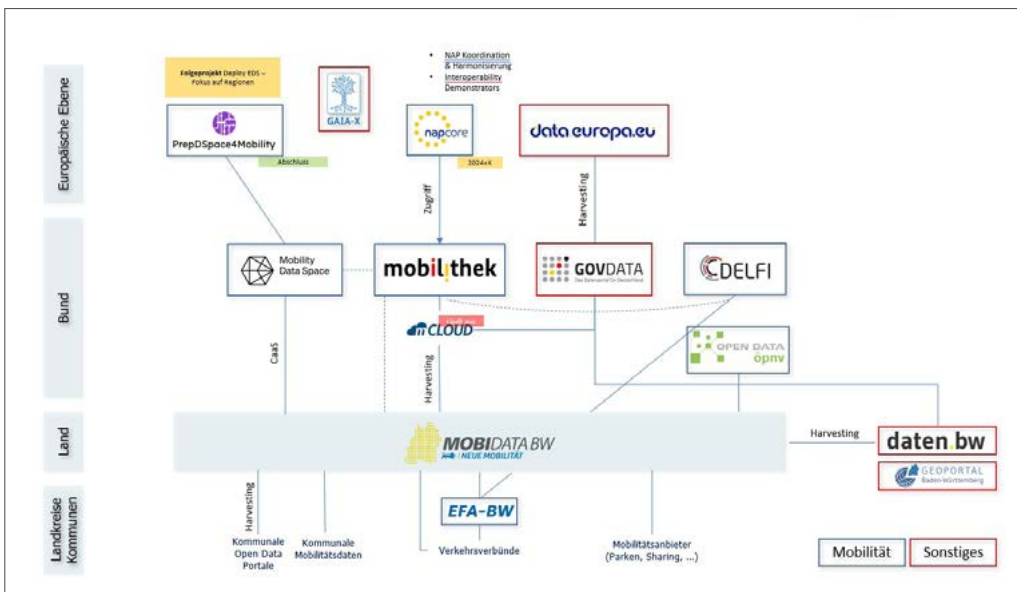 Europäische Ebene
Folgeprojekt Deploy EDS –
Fokus auf Regionen
PrepDSpace4Mobility
Abschluss
GAIA-X
• NAP Koordination
& Harmonisierung
• Interoperability
Demonstrators
napcore
2024++
data.europa.eu
Zugriff
Harvesting
Bund
Mobility
Data Space
mobilithek
GOVDATA
Das Datenportal für Deutschland
DELFI
mCLOUD
OPEN DATA
öpnv
CaaS
Harvesting
Land
MOBIDATA BW
NEUE MOBILITÄT
Harvesting
daten.bw
GEOPORTAL
Baden-Württemberg
Landkreise
Kommunen
Harvesting
EFA-BW
Kommunale
Open Data
Portale
Kommunale
Mobilitätsdaten
Verkehrsverbünde
Mobilitätsanbieter
(Parken, Sharing, ...)
Mobilität
Sonstiges